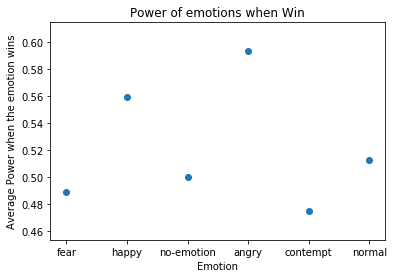 Power of emotions when Win
Average Power when the emotion wins
0.60
0.58
0.56
0.54
0.52
0.50
0.48
0.46
fear happy no-emotion angry contempt normal
Emotion